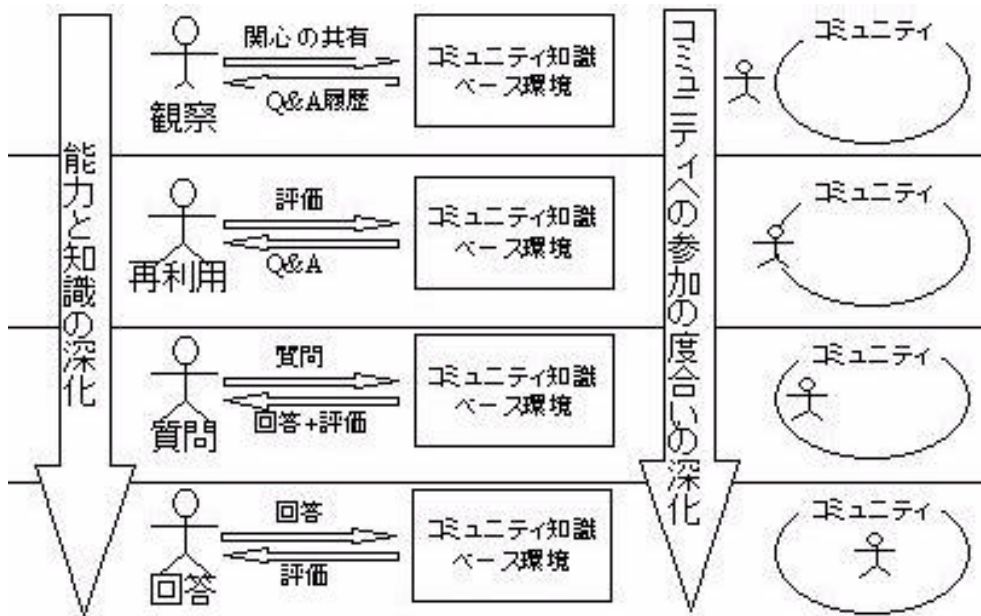 能力と知識の深化
コミュニティへの参加の度合いの深化
関心の共有
Q&A履歴
観察
コミュニティ知識
ベース環境
コミュニティ
評価
Q&A
再利用
コミュニティ知識
ベース環境
コミュニティ
質問
回答+評価
質問
コミュニティ知識
ベース環境
コミュニティ
回答
評価
回答
コミュニティ知識
ベース環境
コミュニティ